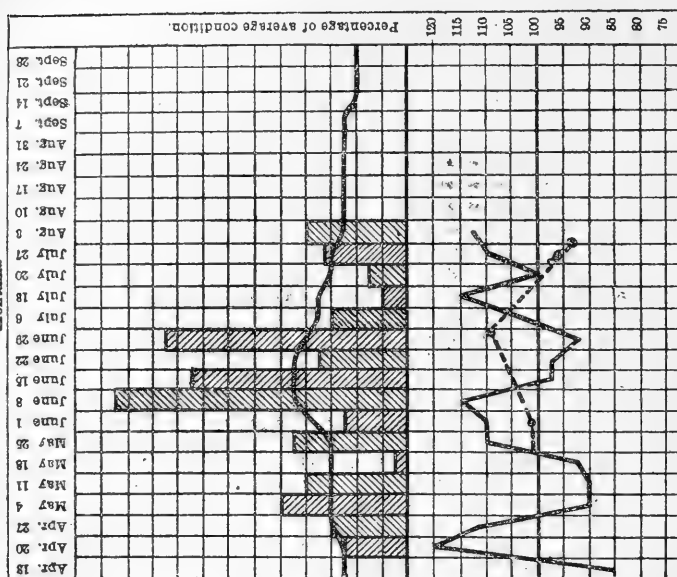 Apr. 13
Apr. 20
Apr. 27
May 4
May 11
May 18
May 25
June 1
June 8
June 15
June 22
June 29
July 6
July 13
July 20
July 27
Aug. 3
Aug. 10
Aug. 17
Aug. 24
Aug. 31
Sept. 7
Sept. 14
Sept. 21
Sept. 28
75 80 85 90 95 100 105 110 115 120 Percentage of average condition.